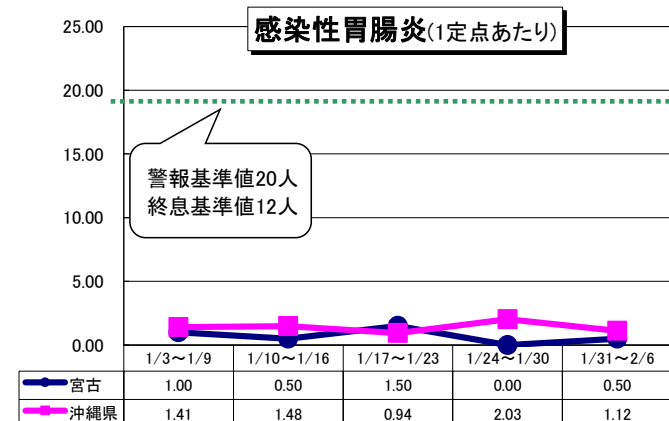 感染性胃腸炎(1定点あたり)
25.00
20.00
15.00
10.00
5.00
0.00
警報基準値20人
終息基準値12人
1/3～1/9 1/10～1/16 1/17～1/23 1/24～1/30 1/31～2/6
宮古 1.00 0.50 1.50 0.00 0.50
沖縄県 1.41 1.48 0.94 2.03 1.12